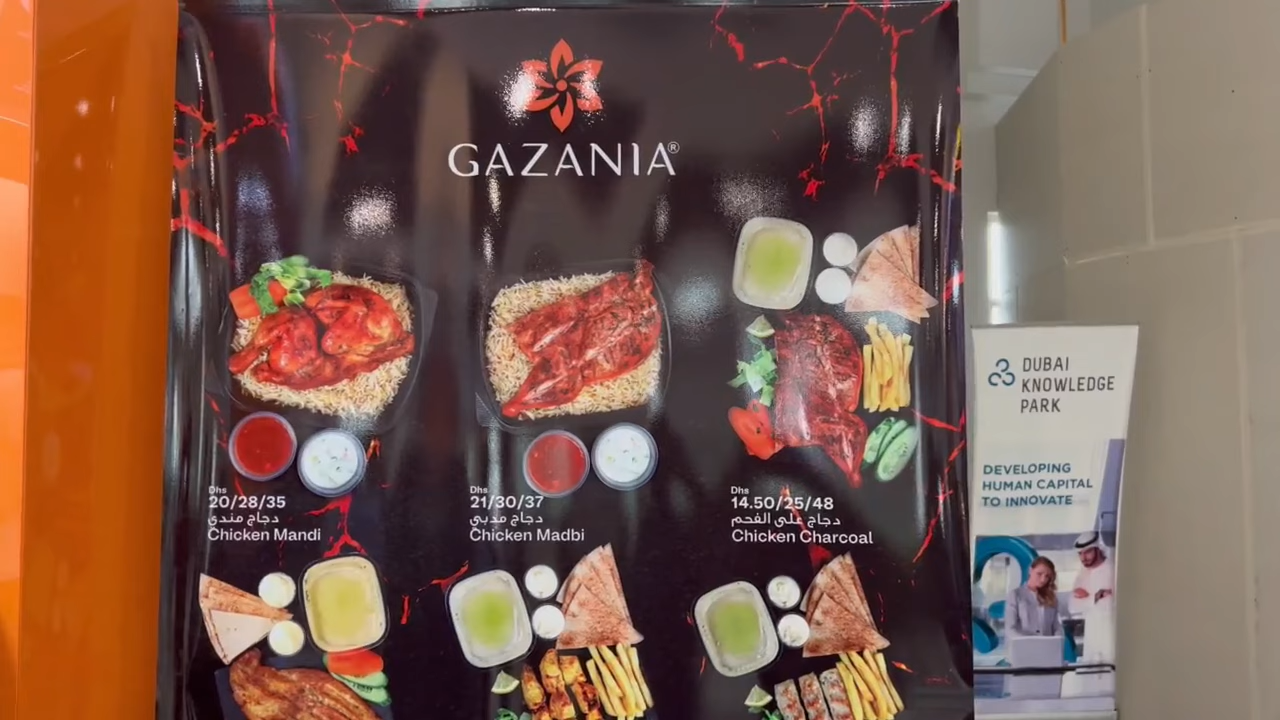 GAZANIA®
Dhs
20/28/35
دجاج مندي
Chicken Mandi
Dhs
21/30/37
دجاج مدبي
Chicken Madbi
Dhs
14.50/25/48
دجاج على الفحم
Chicken Charcoal
DUBAI
KNOWLEDGE
PARK
DEVELOPING
HUMAN CAPITAL
TO INNOVATE